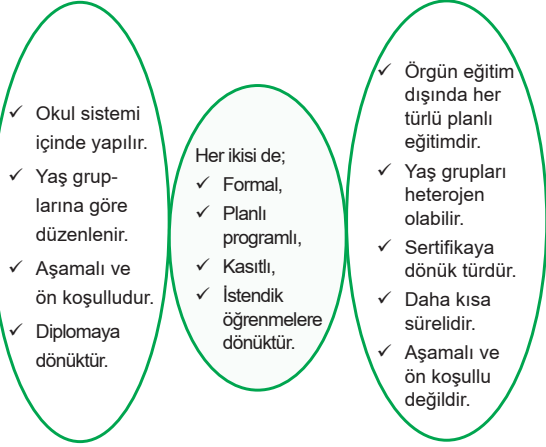 ✓ Okul sistemi
içinde yapılır.
✓ Yaş grup-
larına göre
düzenlenir.
✓ Aşamalı ve
ön koşulludur.
✓ Diplomaya
dönüktür.
Her ikisi de;
✓ Formal,
✓ Planlı
programlı,
✓ Kasıtlı,
✓ İstendik
öğrenmelere
dönüktür.
✓ Örgün eğitim
dışında her
türlü planlı
eğitimdir.
✓ Yaş grupları
heterojen
olabilir.
✓ Sertifikaya
dönük türdür.
✓ Daha kısa
sürelidir.
✓ Aşamalı ve
ön koşullu
değildir.